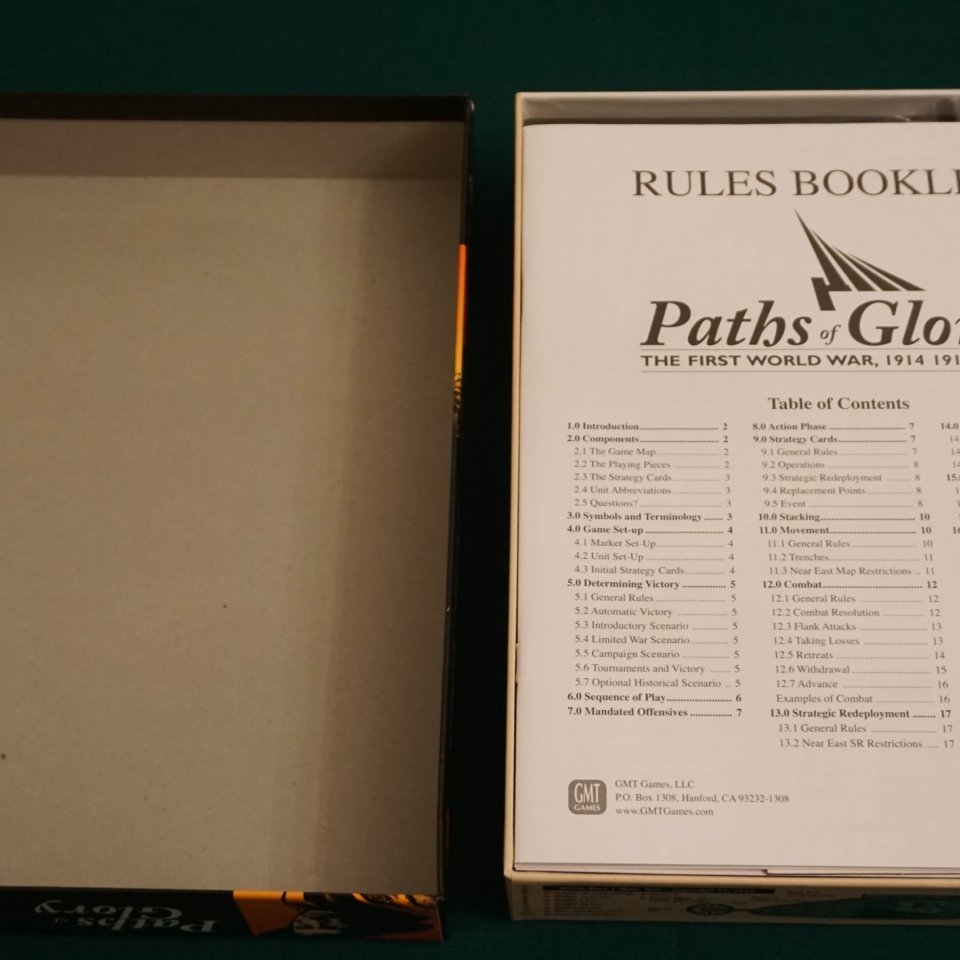 RULES BOOKL
Paths of Glo
THE FIRST WORLD WAR, 1914 191
Table of Contents
1.0 Introduction............ 2
2.0 Components............ 2
2.1 The Game Map ............ 2
2.2 The Playing Pieces ............ 2
2.3 The Strategy Cards............ 3
2.4 Unit Abbreviations ............ 3
2.5 Questions? ............ 3
3.0 Symbols and Terminology ...... 3
4.0 Game Set-up ............ 4
4.1 Marker Set-Up............ 4
4.2 Unit Set-Up ............ 4
4.3 Initial Strategy Cards............ 4
5.0 Determining Victory ............ 5
5.1 General Rules ............ 5
5.2 Automatic Victory ............ 5
5.3 Introductory Scenario ............ 5
5.4 Limited War Scenario............ 5
5.5 Campaign Scenario ............ 5
5.6 Tournaments and Victory ...... 5
5.7 Optional Historical Scenario .. 5
6.0 Sequence of Play............ 6
7.0 Mandated Offensives ............ 7
8.0 Action Phase ............ 7
9.0 Strategy Cards............ 7
9.1 General Rules ............ 7
9.2 Operations ............ 8
9.3 Strategic Redeployment ...... 8
9.4 Replacement Points............ 8
9.5 Event ............ 8
10.0 Stacking............ 10
11.0 Movement............ 10
11.1 General Rules ............ 10
11.2 Trenches............ 11
11.3 Near East Map Restrictions .. 11
12.0 Combat............ 12
12.1 General Rules ............ 12
12.2 Combat Resolution ............ 12
12.3 Flank Attacks ............ 13
12.4 Taking Losses ............ 13
12.5 Retreats ............ 14
12.6 Withdrawal ............ 15
12.7 Advance ............ 16
Examples of Combat ............ 16
13.0 Strategic Redeployment ...... 17
13.1 General Rules ............ 17
13.2 Near East SR Restrictions .... 17
14.0
GMT GAMES
GMT Games, LLC
P.O. Box 1308, Hanford, CA 93232-1308
www.GMTGames.com
Paths of
Glory